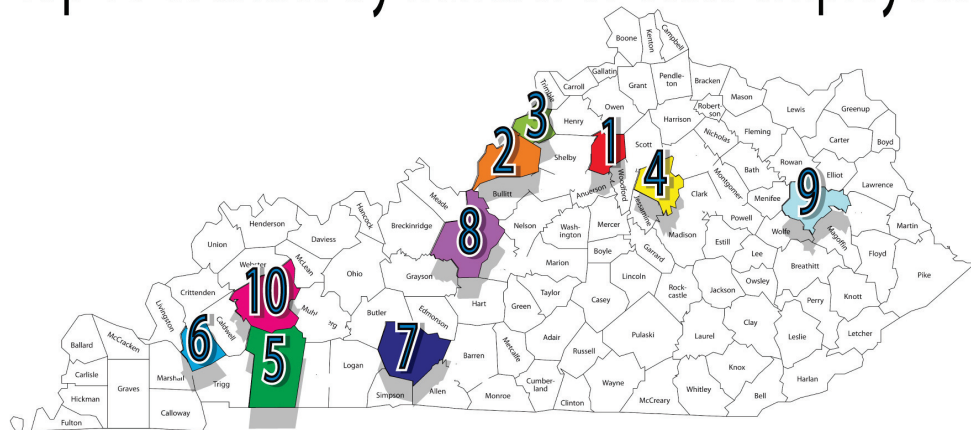 Boone
Kenton
Campbell
Gallatin
Trimble
Carroll
Grant
Pendle-
ton
Bracken
Mason
Owen
Robert-
son
Lewis
Greenup
3
Henry
Harrison
1
Scott
Nicholas
Fleming
Carter
Boyd
2
Shelby
4
Bath
Rowan
Elliot
Lawrence
Bullitt
Anderson
Woodford
Clark
Montgomery
Menifee
9
Meade
Jessamine
Hancock
Henderson
Breckinridge
8
Nelson
Wash-
ington
Mercer
Madison
Powell
Wolfe
Magoffin
Martin
Union
Daviess
Boyle
Garrard
Estill
Lee
Floyd
Webster
McLean
Ohio
Grayson
Marion
Lincoln
Breathitt
Pike
Crittenden
10
Hart
Taylor
Rock-
castle
Jackson
Owsley
Perry
Knott
Livingston
Caldwell
Butler
Edmonson
Green
Casey
Ballard
McCracken
6
5
7
Adair
Pulaski
Laurel
Clay
Leslie
Letcher
Carlisle
Graves
Trigg
Logan
Barren
Metcalfe
Russell
Knox
Hickman
Calloway
Simpson
Allen
Monroe
Cumber-
land
Clinton
Wayne
McCreary
Whitley
Bell
Harlan
Fulton